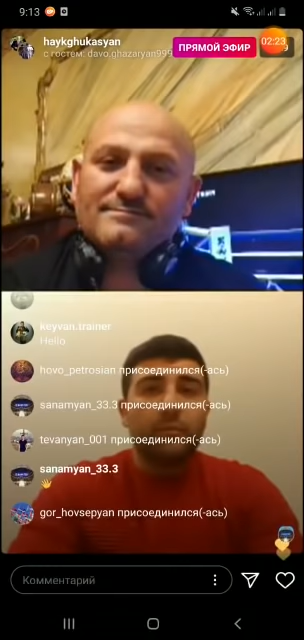 9:13
haykghukasyan
с гостем: davo.ghazaryan999
ПРЯМОЙ ЭФИР
02:23
keyvan.trainer
Hello
hovo_petrosian присоединился(-ась)
sanamyan_33.3 присоединился(-ась)
tevanyan_001 присоединился(-ась)
sanamyan_33.3
👋
gor_hovsepyan присоединился(-ась)
Комментарий